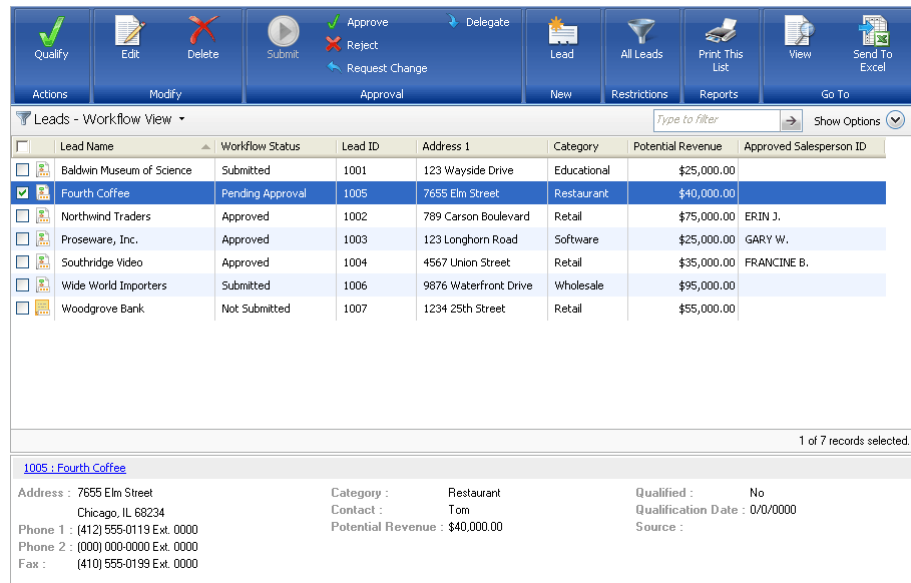 Qualify Edit Delete Submit Approve Reject Request Change Delegate Lead All Leads Print This List View Send To Excel
Actions Modify Approval New Restrictions Reports Go To
Leads - Workflow View Type to filter Show Options
Lead Name Workflow Status Lead ID Address 1 Category Potential Revenue Approved Salesperson ID
Baldwin Museum of Science Submitted 1001 123 Wayside Drive Educational $25,000.00
Fourth Coffee Pending Approval 1005 7655 Elm Street Restaurant $40,000.00
Northwind Traders Approved 1002 789 Carson Boulevard Retail $75,000.00 ERIN J.
Proseware, Inc. Approved 1003 123 Longhorn Road Software $25,000.00 GARY W.
Southridge Video Approved 1004 4567 Union Street Retail $35,000.00 FRANCINE B.
Wide World Importers Submitted 1006 9876 Waterfront Drive Wholesale $95,000.00
Woodgrove Bank Not Submitted 1007 1234 25th Street Retail $55,000.00
1 of 7 records selected.
1005 : Fourth Coffee
Address : 7655 Elm Street Category : Restaurant Qualified : No
Chicago, IL 68234 Contact : Tom Qualification Date : 0/0/0000
Phone 1 : (412) 555-0119 Ext. 0000 Potential Revenue : $40,000.00 Source :
Phone 2 : (000) 000-0000 Ext. 0000
Fax : (410) 555-0199 Ext. 0000